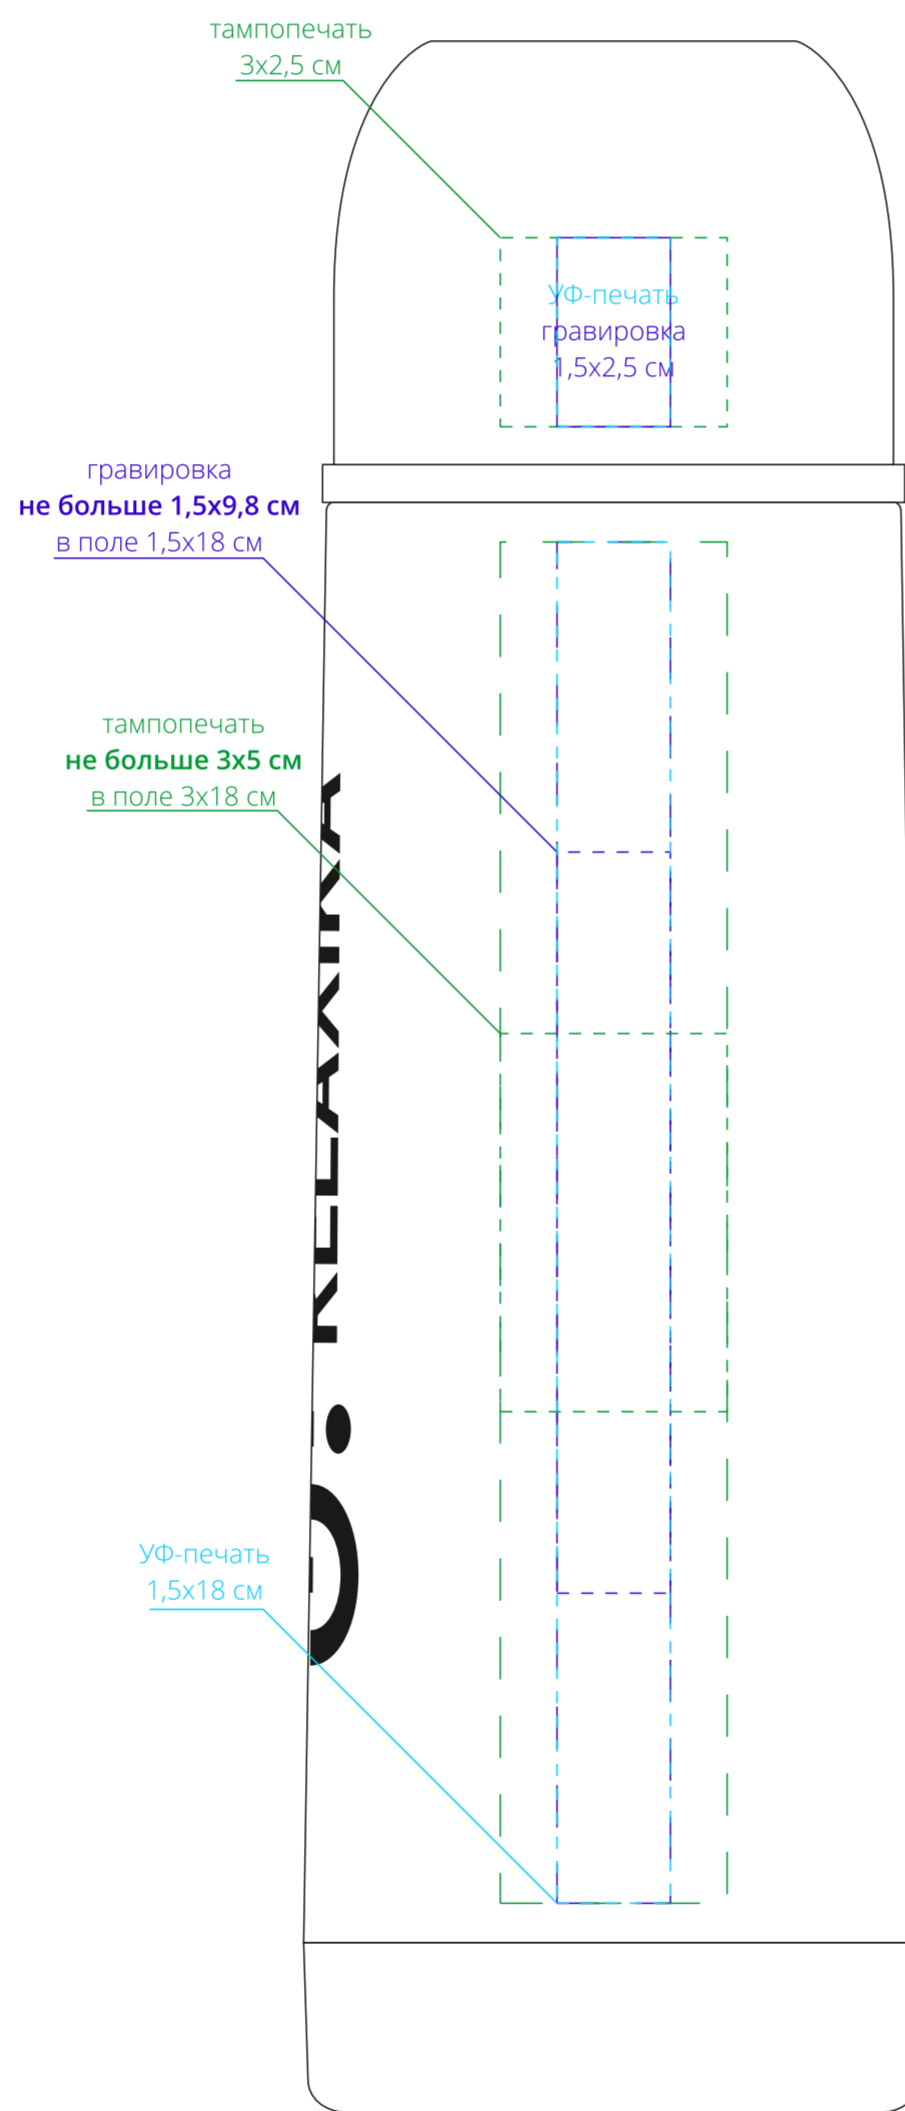 тампопечать
3х2,5 см
УФ-печать
гравировка
1,5х2,5 см
гравировка
не больше 1,5х9,8 см
в поле 1,5х18 см
тампопечать
не больше 3х5 см
в поле 3х18 см
RELAXIKA
УФ-печать
1,5х18 см